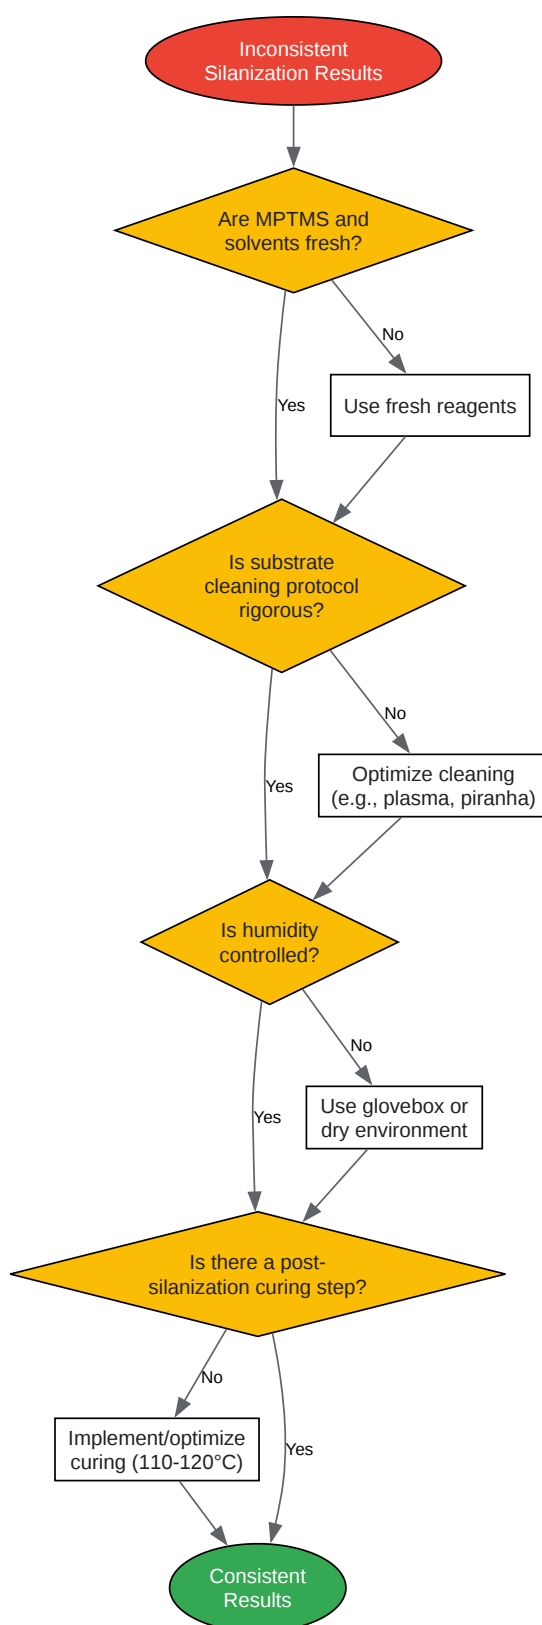 Inconsistent
Silanization Results
Are MPTMS and
solvents fresh?
No
Yes
Use fresh reagents
Is substrate
cleaning protocol
rigorous?
No
Yes
Optimize cleaning
(e.g., plasma, piranha)
Is humidity
controlled?
No
Yes
Use glovebox or
dry environment
Is there a post-
silanization curing step?
No
Yes
Implement/optimize
curing (110-120°C)
Consistent
Results